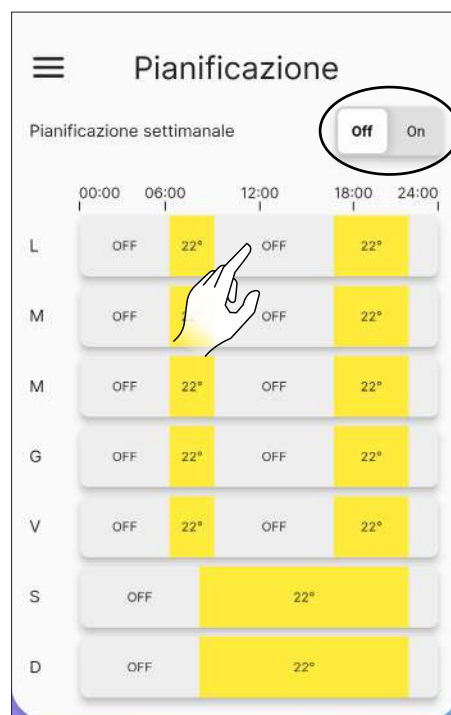 Pianificazione
Pianificazione settimanale Off On
00:00 06:00 12:00 18:00 24:00
L OFF 22° OFF 22°
M OFF OFF 22°
M OFF 22° OFF 22°
G OFF 22° OFF 22°
V OFF 22° OFF 22°
S OFF 22°
D OFF 22°